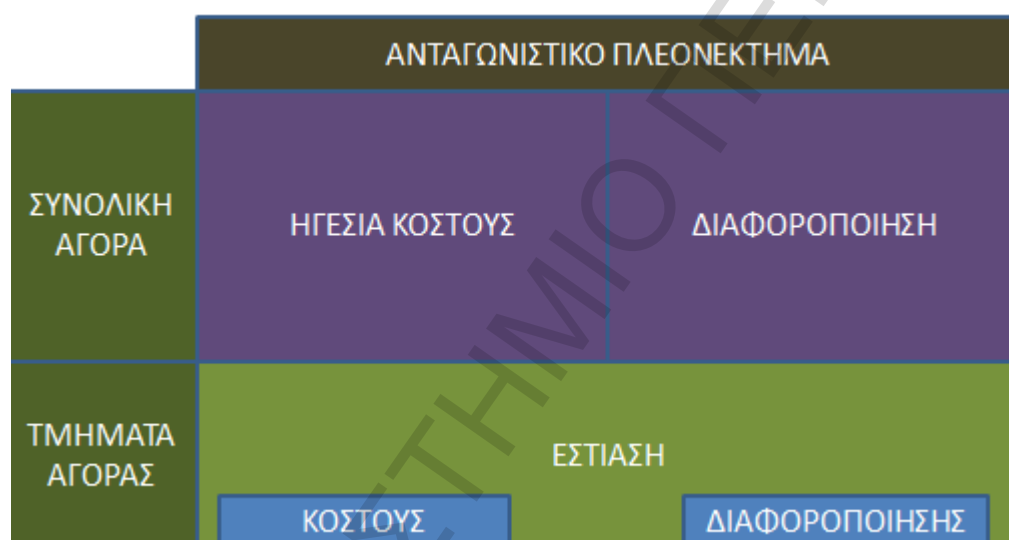 ΑΝΤΑΓΩΝΙΣΤΙΚΟ ΠΛΕΟΝΕΚΤΗΜΑ
ΣΥΝΟΛΙΚΗ
ΑΓΟΡΑ
ΗΓΕΣΙΑ ΚΟΣΤΟΥΣ
ΔΙΑΦΟΡΟΠΟΙΗΣΗ
ΤΜΗΜΑΤΑ
ΑΓΟΡΑΣ
ΕΣΤΙΑΣΗ
ΚΟΣΤΟΥΣ
ΔΙΑΦΟΡΟΠΟΙΗΣΗΣ